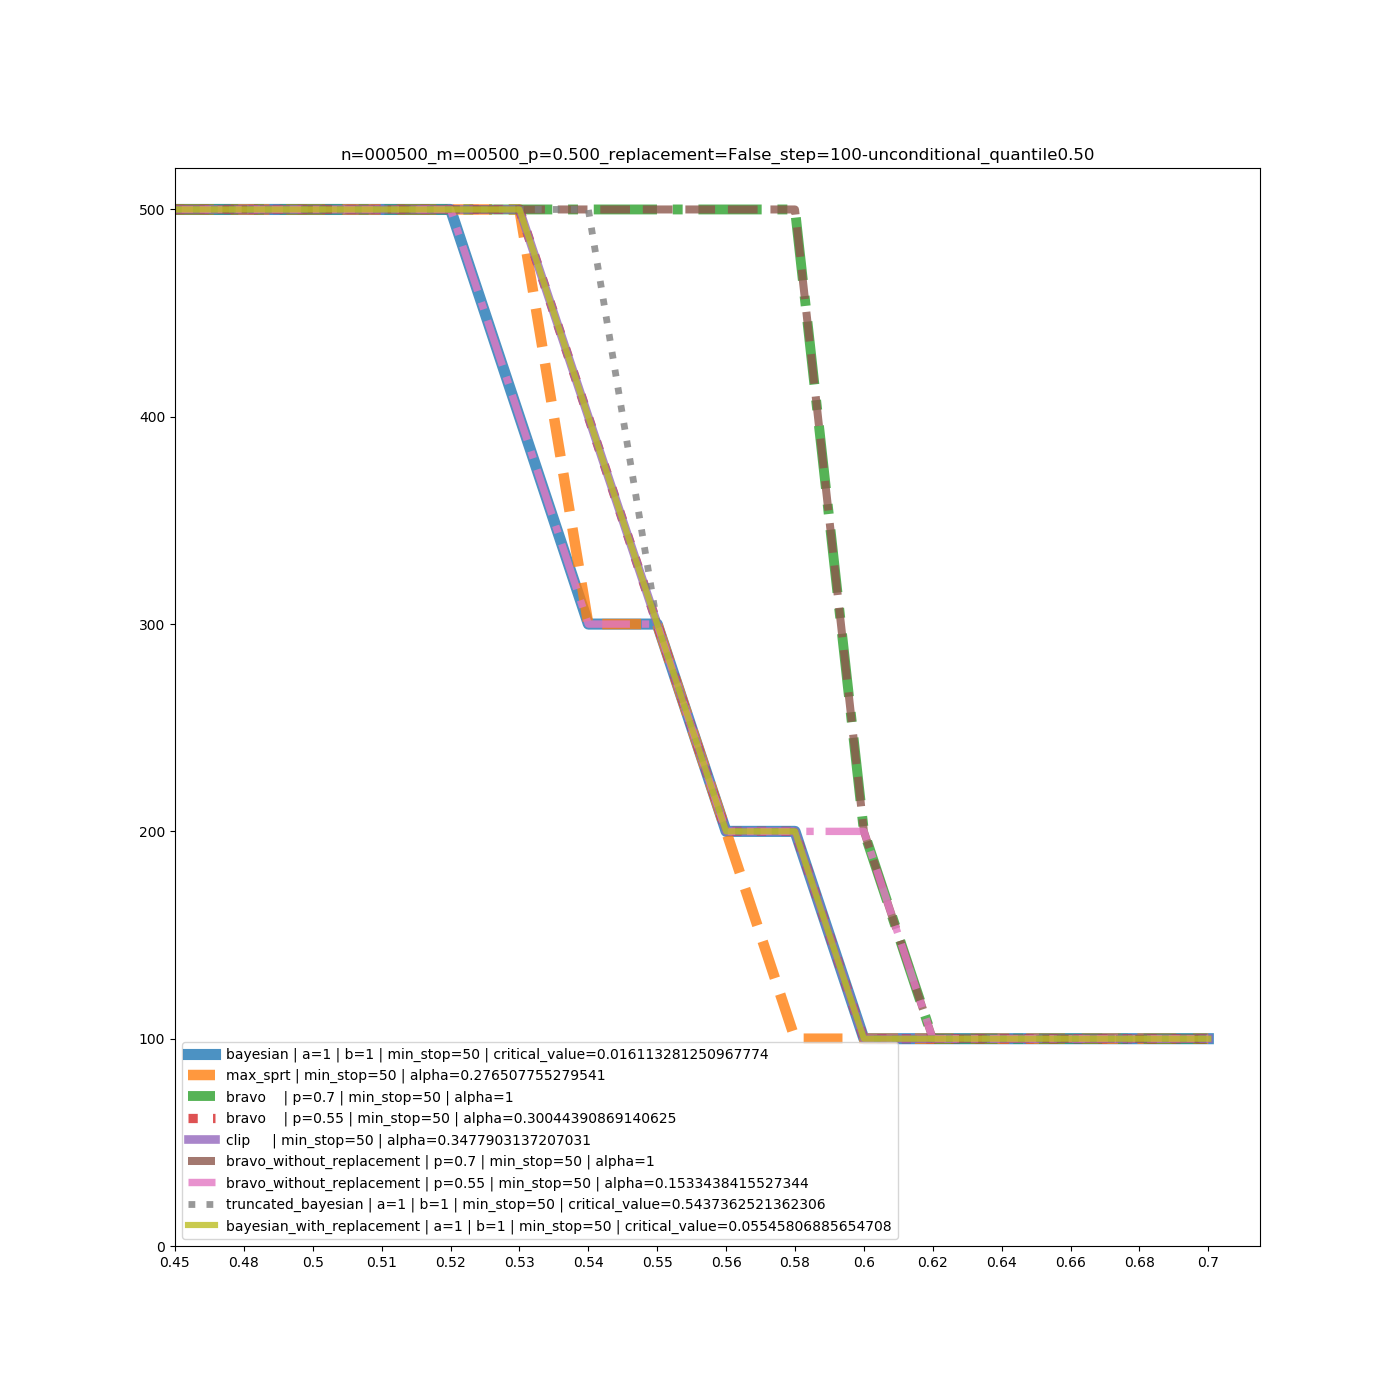 n=000500_m=00500_p=0.500_replacement=False_step=100-unconditional_quantile0.50
500
400
300
200
100
0
bayesian | a=1 | b=1 | min_stop=50 | critical_value=0.016113281250967774
max_sprt | min_stop=50 | alpha=0.276507755279541
bravo | p=0.7 | min_stop=50 | alpha=1
bravo | p=0.55 | min_stop=50 | alpha=0.30044390869140625
clip | min_stop=50 | alpha=0.3477903137207031
bravo_without_replacement | p=0.7 | min_stop=50 | alpha=1
bravo_without_replacement | p=0.55 | min_stop=50 | alpha=0.1533438415527344
truncated_bayesian | a=1 | b=1 | min_stop=50 | critical_value=0.5437362521362306
bayesian_with_replacement | a=1 | b=1 | min_stop=50 | critical_value=0.05545806885654708
0.45 0.48 0.5 0.51 0.52 0.53 0.54 0.55 0.56 0.58 0.6 0.62 0.64 0.66 0.68 0.7